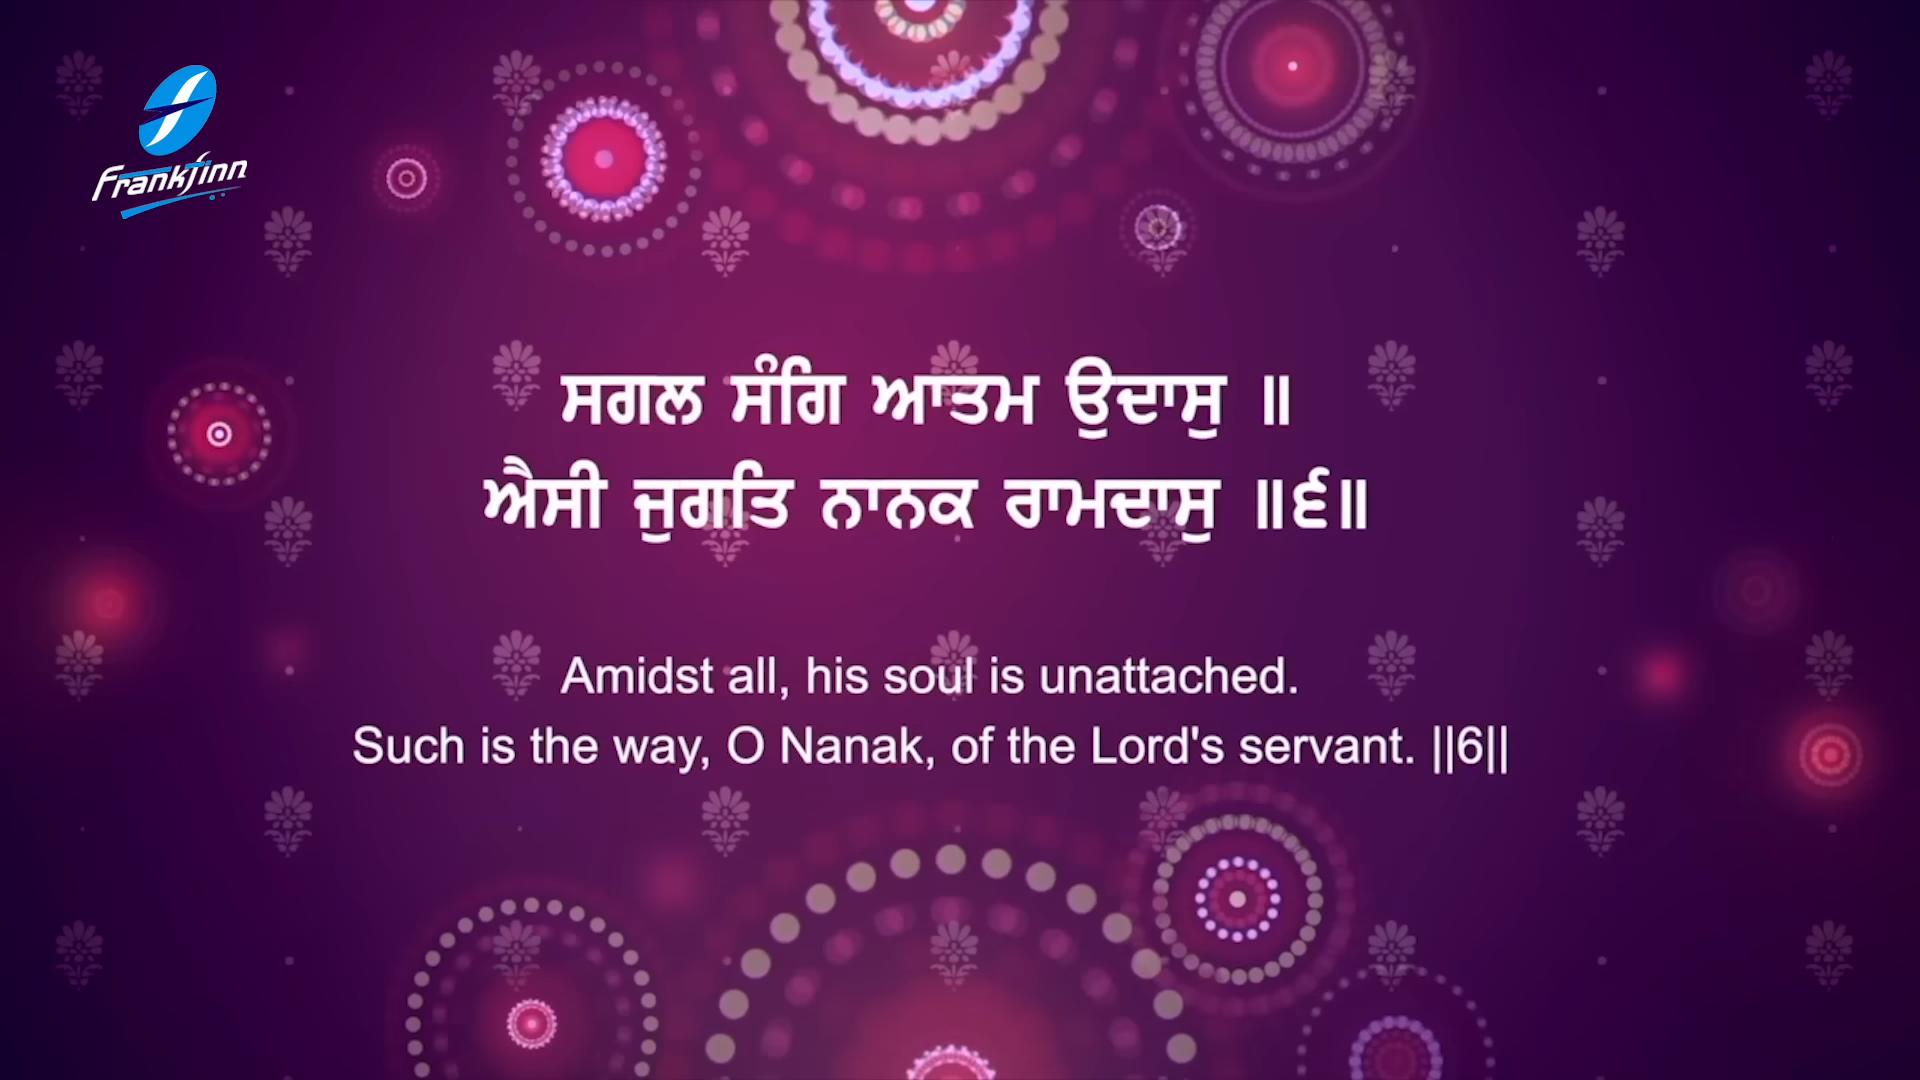 Frankfinn
ਸਗਲ ਸੰਗਿ ਆਤਮ ਉਦਾਸੁ ॥
ਐਸੀ ਜੁਗਤਿ ਨਾਨਕ ਰਾਮਦਾਸੁ ॥੬॥
Amidst all, his soul is unattached.
Such is the way, O Nanak, of the Lord's servant. ||6||